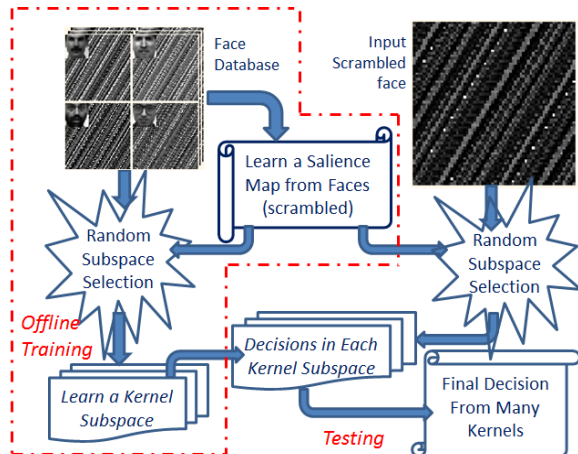 Face
Database
Input
Scrambled
face
Learn a Salience
Map from Faces
(scrambled)
Random
Subspace
Selection
Random
Subspace
Selection
Offline
Training
Decisions in Each
Kernel Subspace
Learn a Kernel
Subspace
Final Decision
From Many
Kernels
Testing